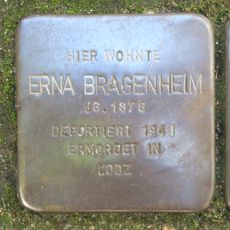 HIER WOHNTE
ERNA BRAGENHEIM
JG. 1876
DEPORTIERT 1941
ERMORDET IN
LODZ